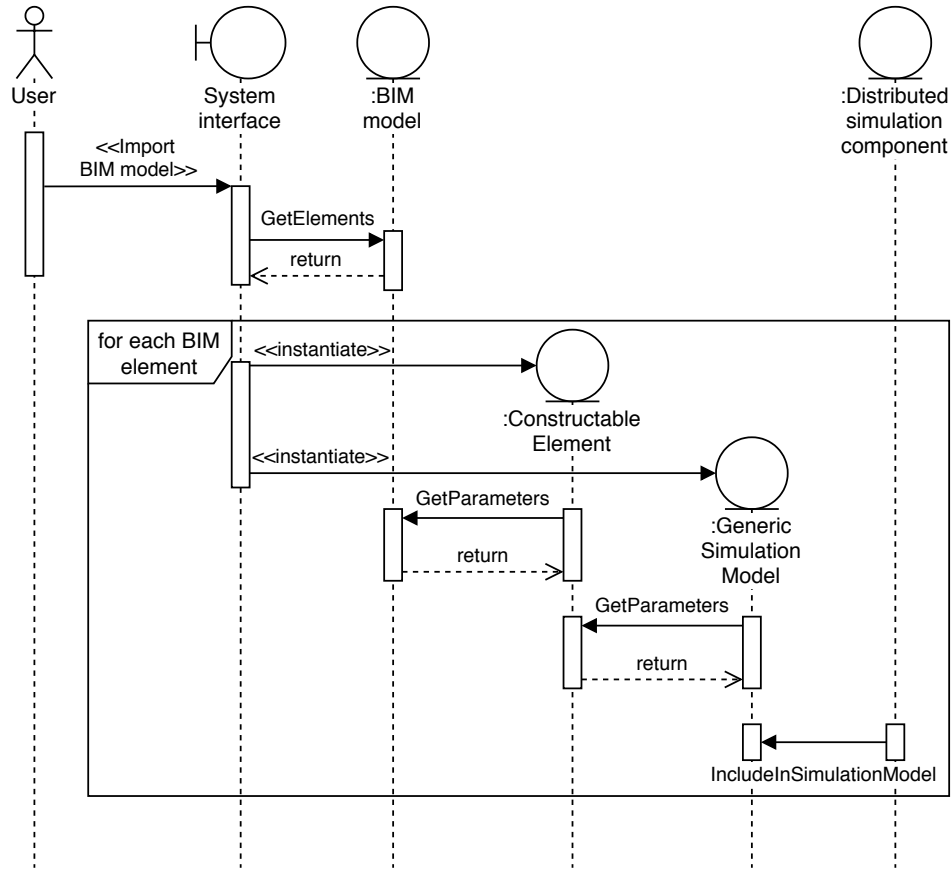 User
System
interface
:BIM
model
:Distributed
simulation
component
<<Import
BIM model>>
GetElements
return
for each BIM
element
<<instantiate>>
:Constructable
Element
<<instantiate>>
:Generic
Simulation
Model
GetParameters
return
GetParameters
return
IncludeInSimulationModel